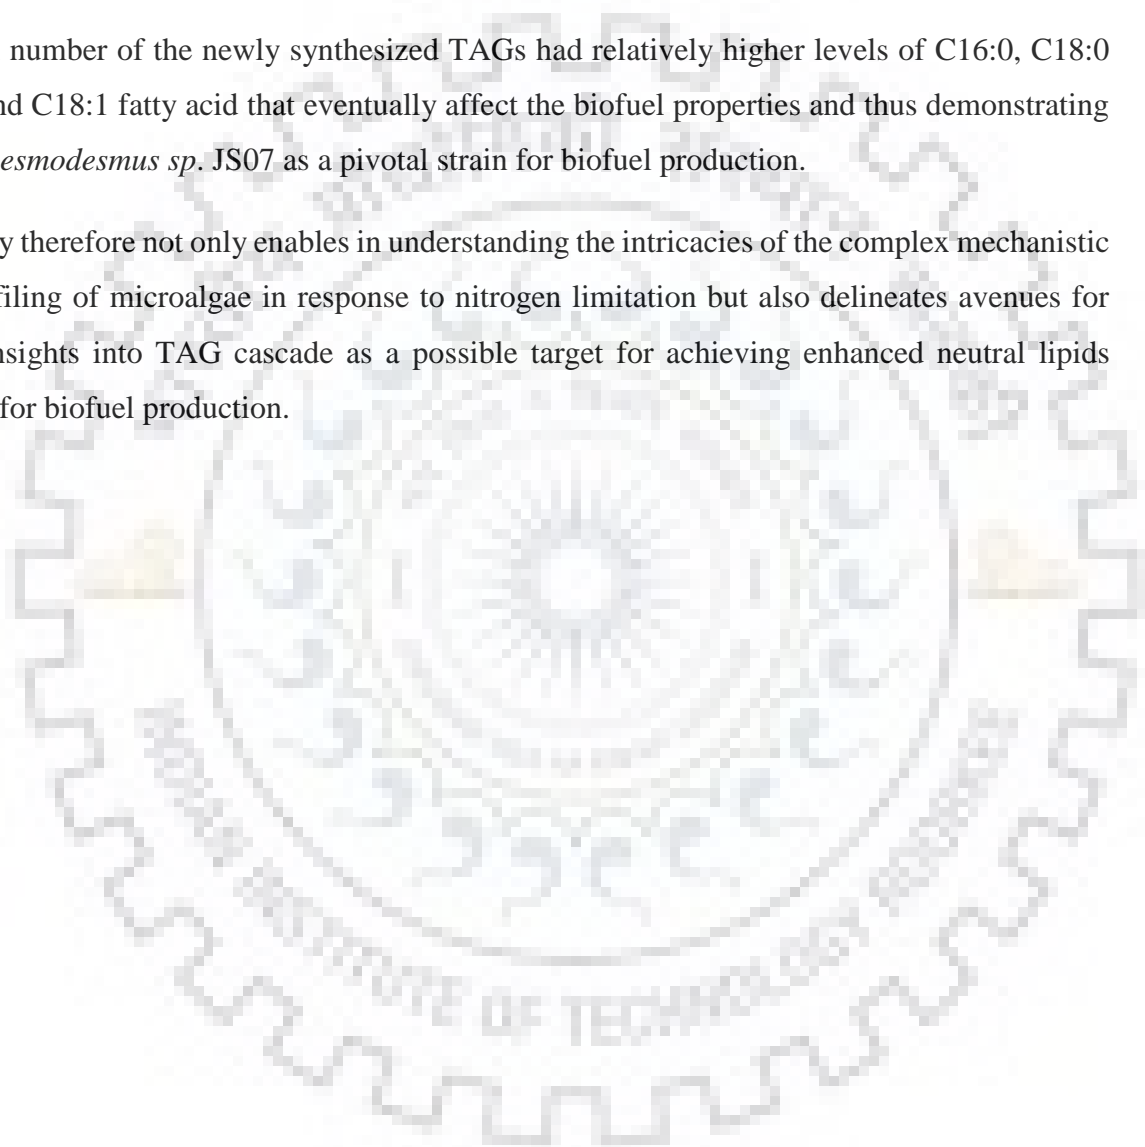 number of the newly synthesized TAGs had relatively higher levels of C16:0, C18:0
nd C18:1 fatty acid that eventually affect the biofuel properties and thus demonstrating
esmodesmus sp. JS07 as a pivotal strain for biofuel production.
y therefore not only enables in understanding the intricacies of the complex mechanistic
filing of microalgae in response to nitrogen limitation but also delineates avenues for
nsights into TAG cascade as a possible target for achieving enhanced neutral lipids
for biofuel production.
INSTITUTE OF TECHNOLOGY ROORKEE